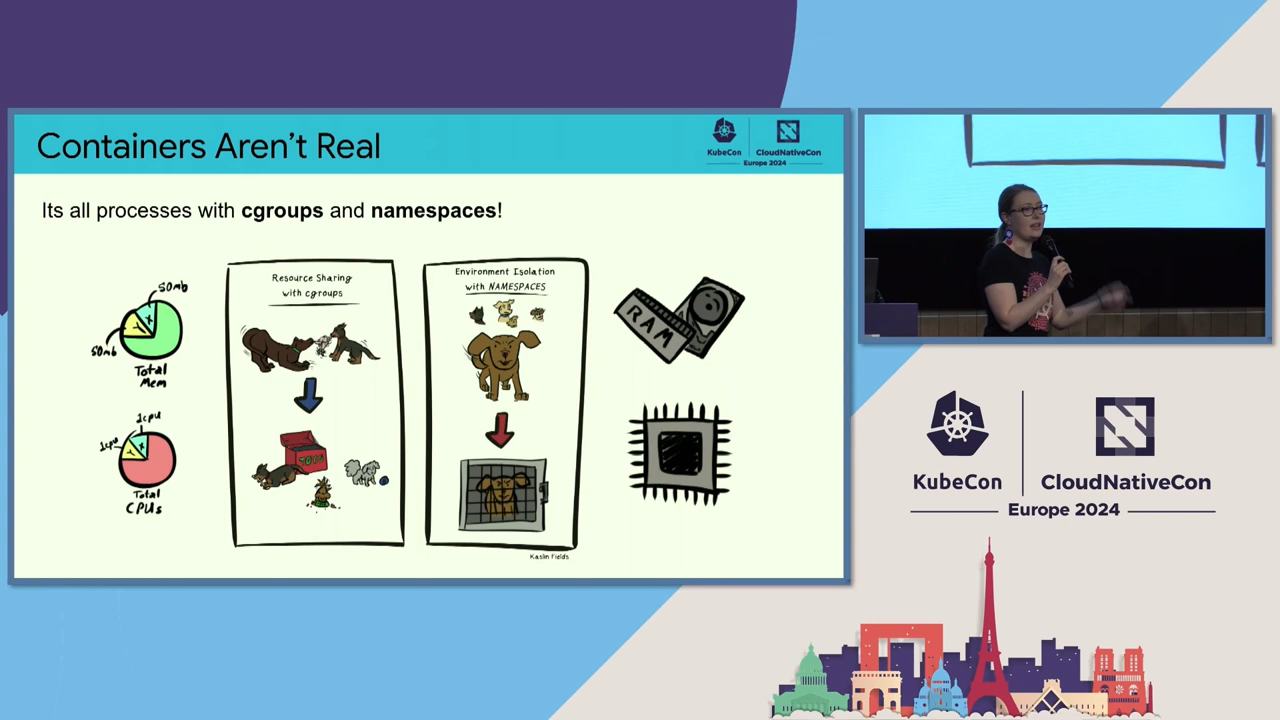 Containers Aren't Real
KubeCon
CloudNativeCon
Europe 2024
Its all processes with cgroups and namespaces!
50mb
X
Y
50mb
Total
Mem
1cpu
1cpu
X
Y
Total
CPUs
Resource Sharing
with cgroups
TOYS
Environment Isolation
with NAMESPACES
RAM
Kaslin Fields
KubeCon
CloudNativeCon
Europe 2024